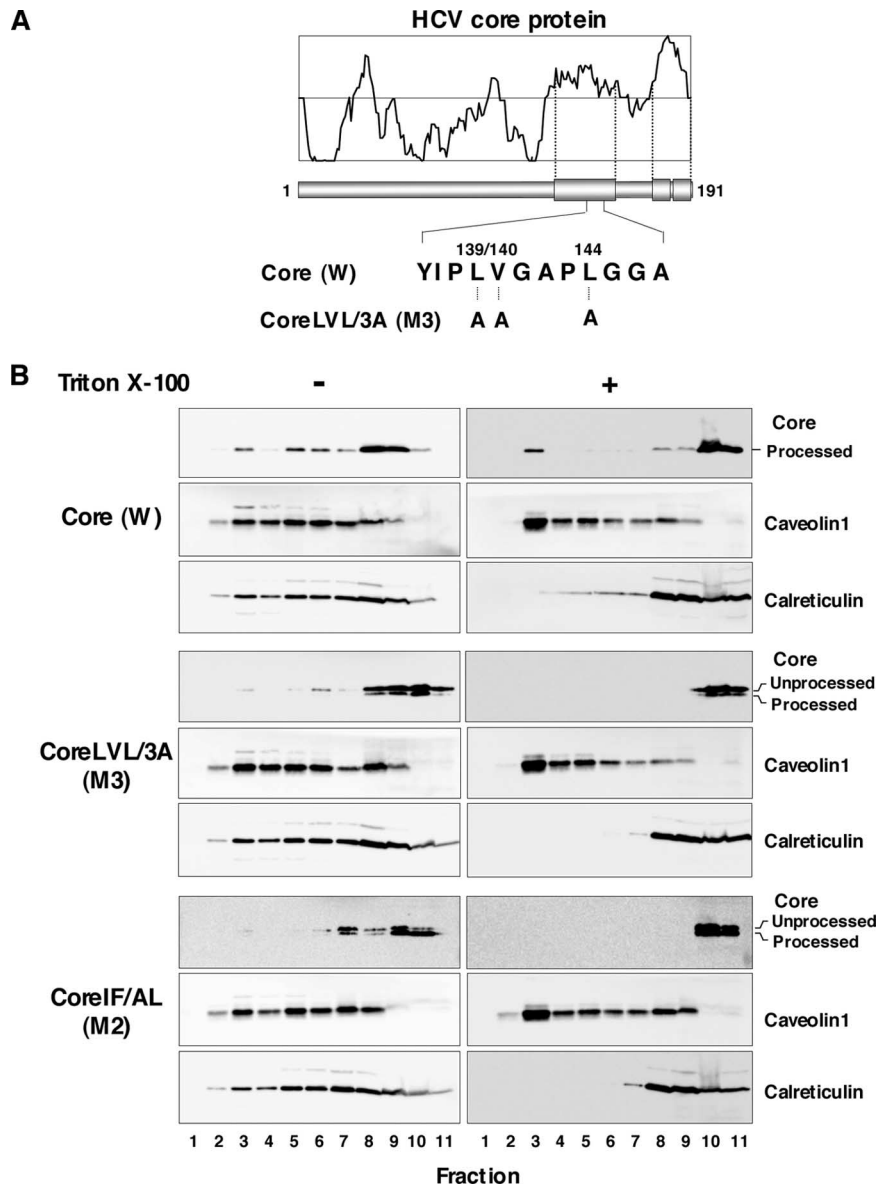 A
HCV core protein
1
191
139/140 144
Core (W) Y I P L V G A P L G G A
CoreLVL/3A (M3) A A A
B
Triton X-100 - +
Core
Processed
Core (W)
Caveolin1
Calreticulin
Core
Unprocessed
Processed
CoreLVL/3A
(M3)
Caveolin1
Calreticulin
Core
Unprocessed
Processed
CoreIF/AL
(M2)
Caveolin1
Calreticulin
1 2 3 4 5 6 7 8 9 10 11 1 2 3 4 5 6 7 8 9 10 11
Fraction